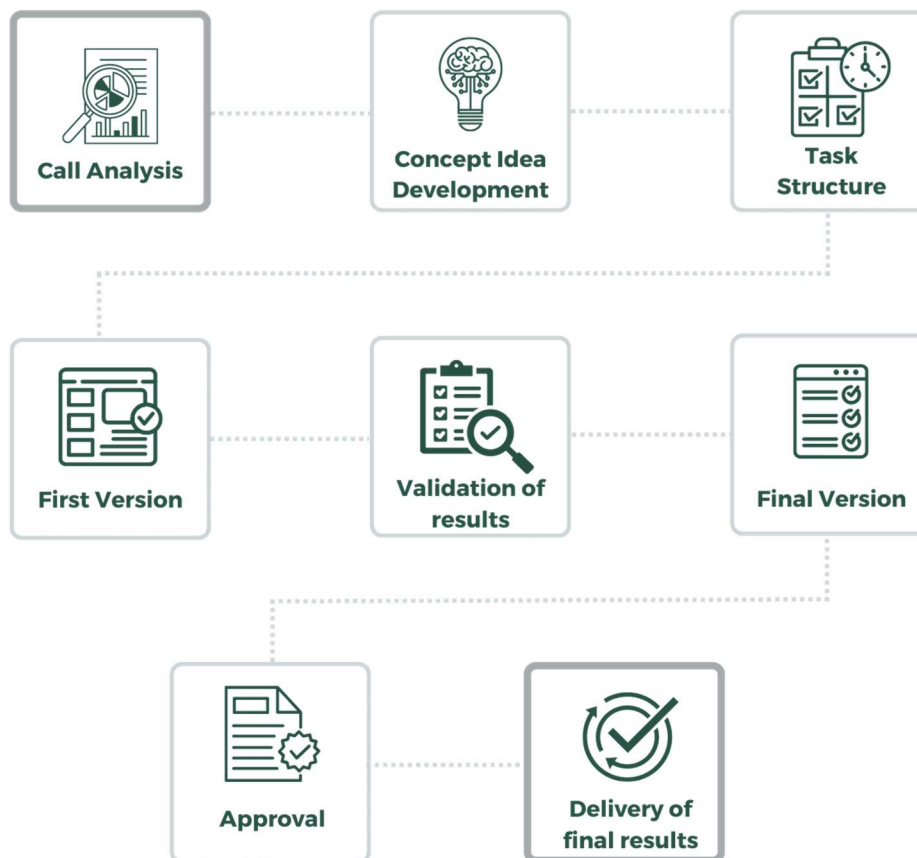 Call Analysis
Concept Idea
Development
Task
Structure
First Version
Validation of
results
Final Version
Approval
Delivery of
final results